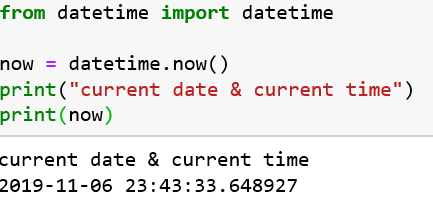 from datetime import datetime
now = datetime.now()
print("current date & current time")
print(now)
current date & current time
2019-11-06 23:43:33.648927